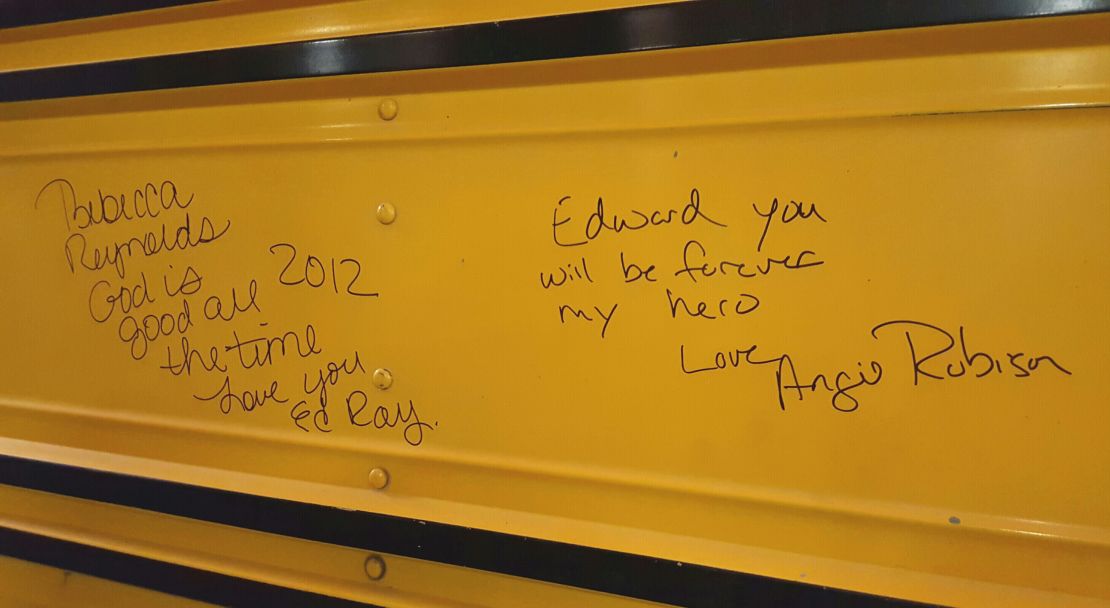 Rebecca
Reynolds
God is
good all 2012
the time
Love you
Ed Ray.
Edward you
will be forever
my hero
Love Angie Robison